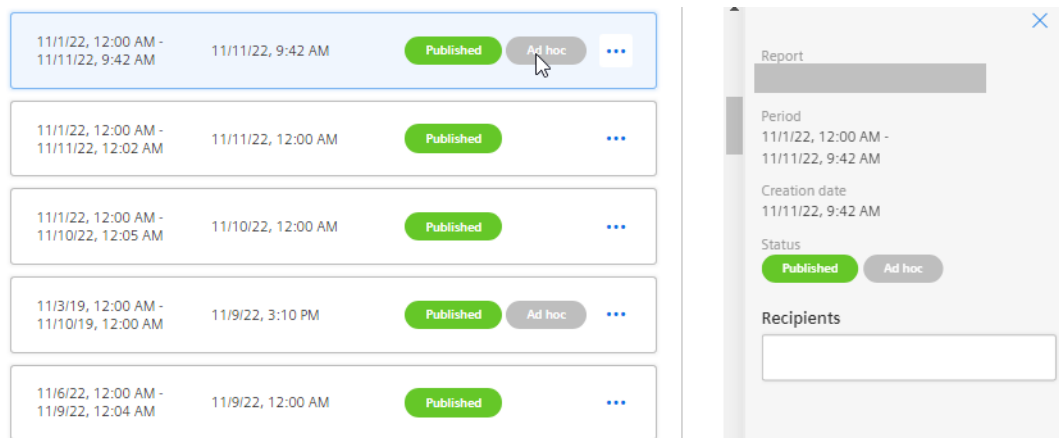 11/1/22, 12:00 AM -
11/11/22, 9:42 AM
11/11/22, 9:42 AM
Published
Ad hoc
11/1/22, 12:00 AM -
11/11/22, 12:02 AM
11/11/22, 12:00 AM
Published
11/1/22, 12:00 AM -
11/10/22, 12:05 AM
11/10/22, 12:00 AM
Published
11/3/19, 12:00 AM -
11/10/19, 12:00 AM
11/9/22, 3:10 PM
Published
Ad hoc
11/6/22, 12:00 AM -
11/9/22, 12:04 AM
11/9/22, 12:00 AM
Published
Report
Period
11/1/22, 12:00 AM -
11/11/22, 9:42 AM
Creation date
11/11/22, 9:42 AM
Status
Published
Ad hoc
Recipients